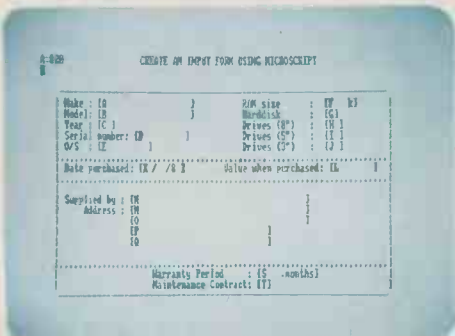 CREATE AN INPUT FORM USING MICROSCRIPT
Make : [A ] RAM size : [F k]
Model: [B ] Harddisk : [G]
Year : [C ] Drives (8") : [H ]
Serial number: [D ] Drives (5") : [I ]
O/S : [E ] Drives (3") : [J ]
Date purchased: [K / /8 ] Value when purchased: [L ]
Supplied by : [M ]
Address : [N ]
[O ]
[P ]
[Q ]
Warranty Period : [S .months]
Maintenance Contract: [T]